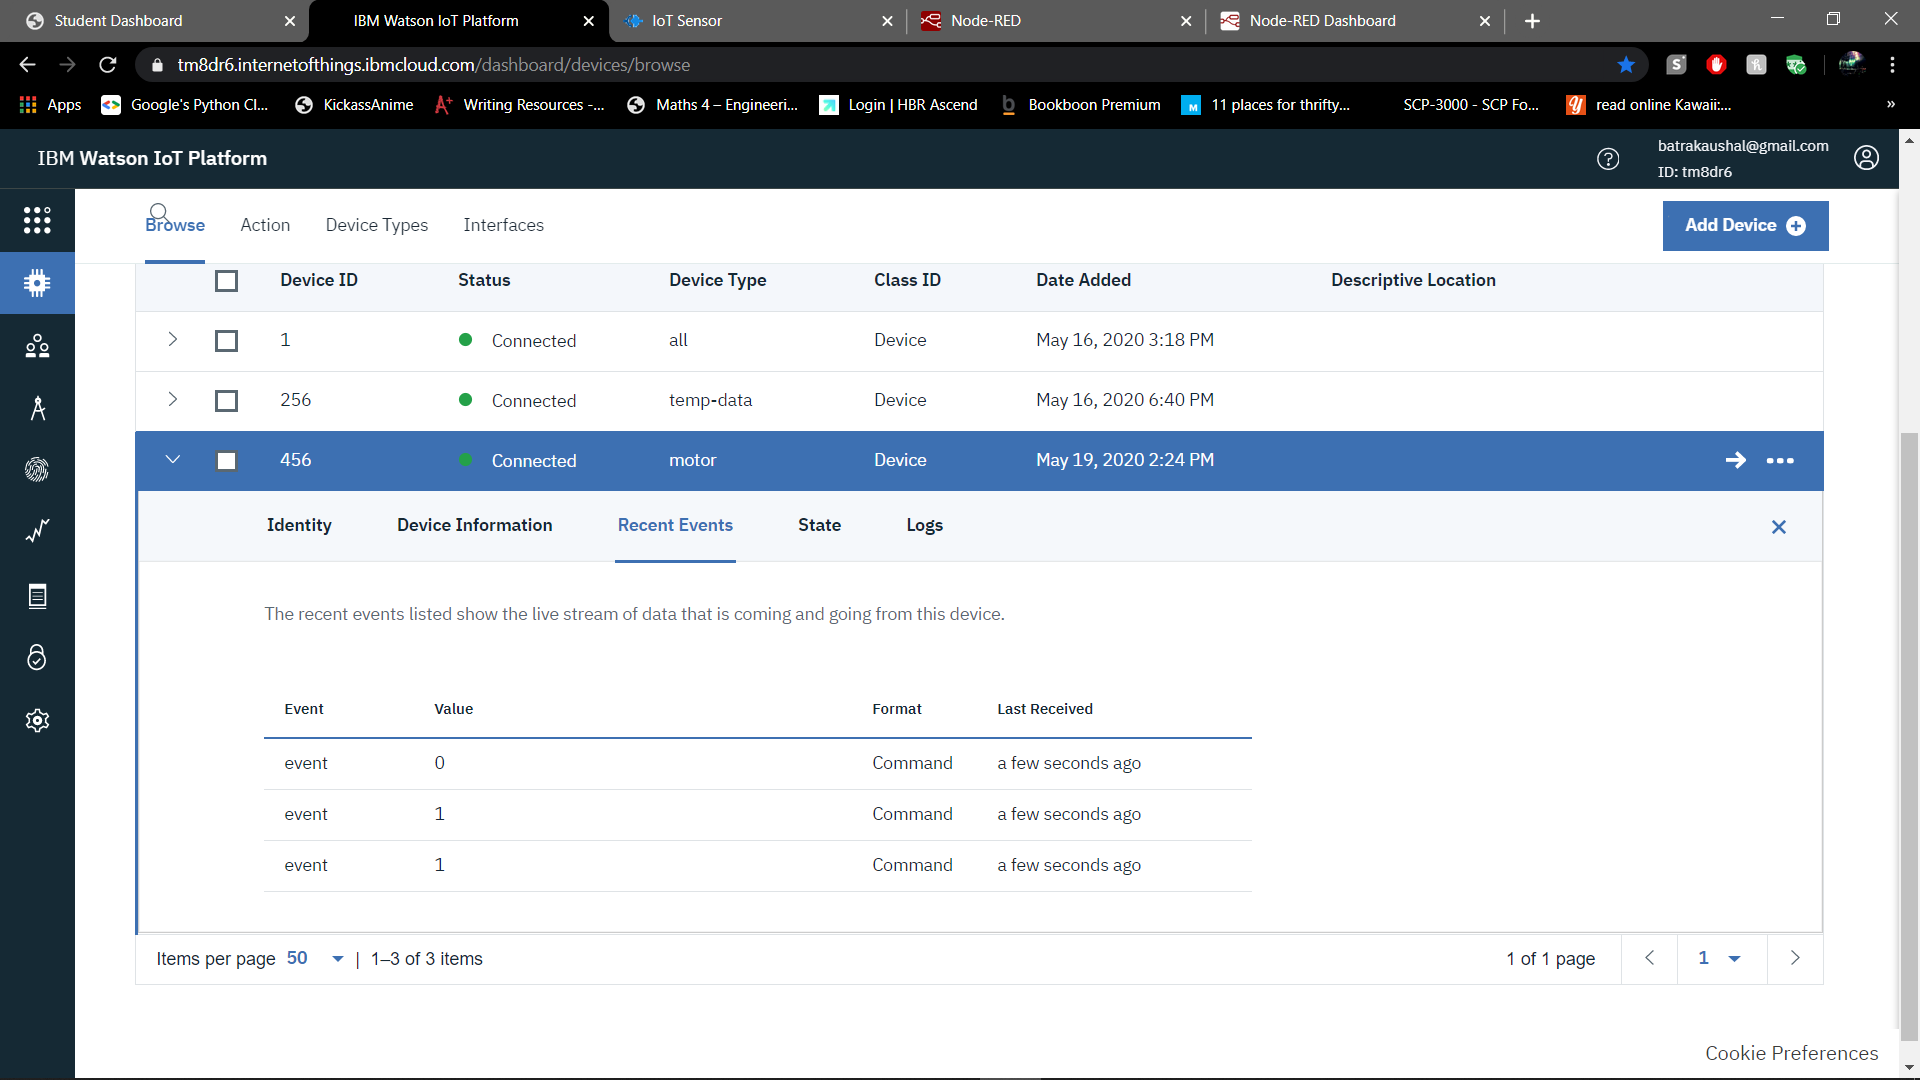 Student Dashboard
IBM Watson IoT Platform
IoT Sensor
Node-RED
Node-RED Dashboard
tm8dr6.internetofthings.ibmcloud.com/dashboard/devices/browse
Apps
Google's Python Cl...
KickassAnime
Writing Resources -...
Maths 4 – Engineeri...
Login | HBR Ascend
Bookboon Premium
11 places for thrifty...
SCP-3000 - SCP Fo...
read online Kawaii:...
»
IBM Watson IoT Platform
batrakaushal@gmail.com
ID: tm8dr6
Browse
Action
Device Types
Interfaces
Add Device
Device ID Status Device Type Class ID Date Added Descriptive Location
1 Connected all Device May 16, 2020 3:18 PM
256 Connected temp-data Device May 16, 2020 6:40 PM
456 Connected motor Device May 19, 2020 2:24 PM
Identity Device Information Recent Events State Logs
The recent events listed show the live stream of data that is coming and going from this device.
Event Value Format Last Received
event 0 Command a few seconds ago
event 1 Command a few seconds ago
event 1 Command a few seconds ago
Items per page 50 | 1–3 of 3 items
1 of 1 page
1
Cookie Preferences